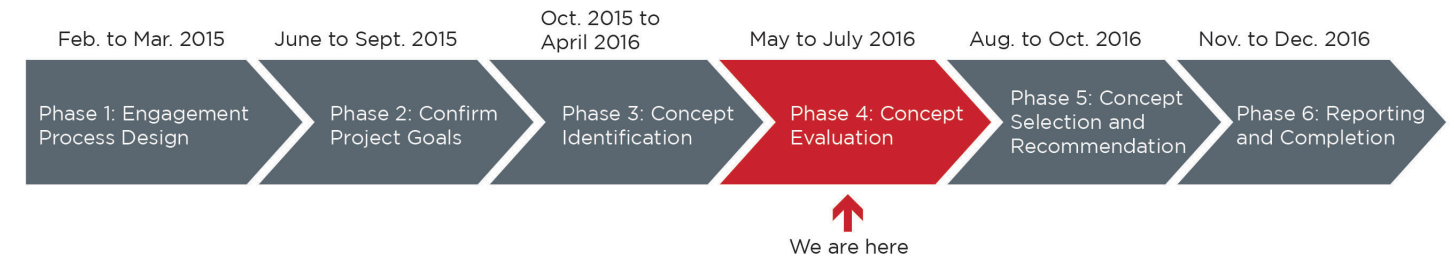 Feb. to Mar. 2015
June to Sept. 2015
Oct. 2015 to
April 2016
May to July 2016
Aug. to Oct. 2016
Nov. to Dec. 2016
Phase 1: Engagement
Process Design
Phase 2: Confirm
Project Goals
Phase 3: Concept
Identification
Phase 4: Concept
Evaluation
Phase 5: Concept
Selection and
Recommendation
Phase 6: Reporting
and Completion
We are here